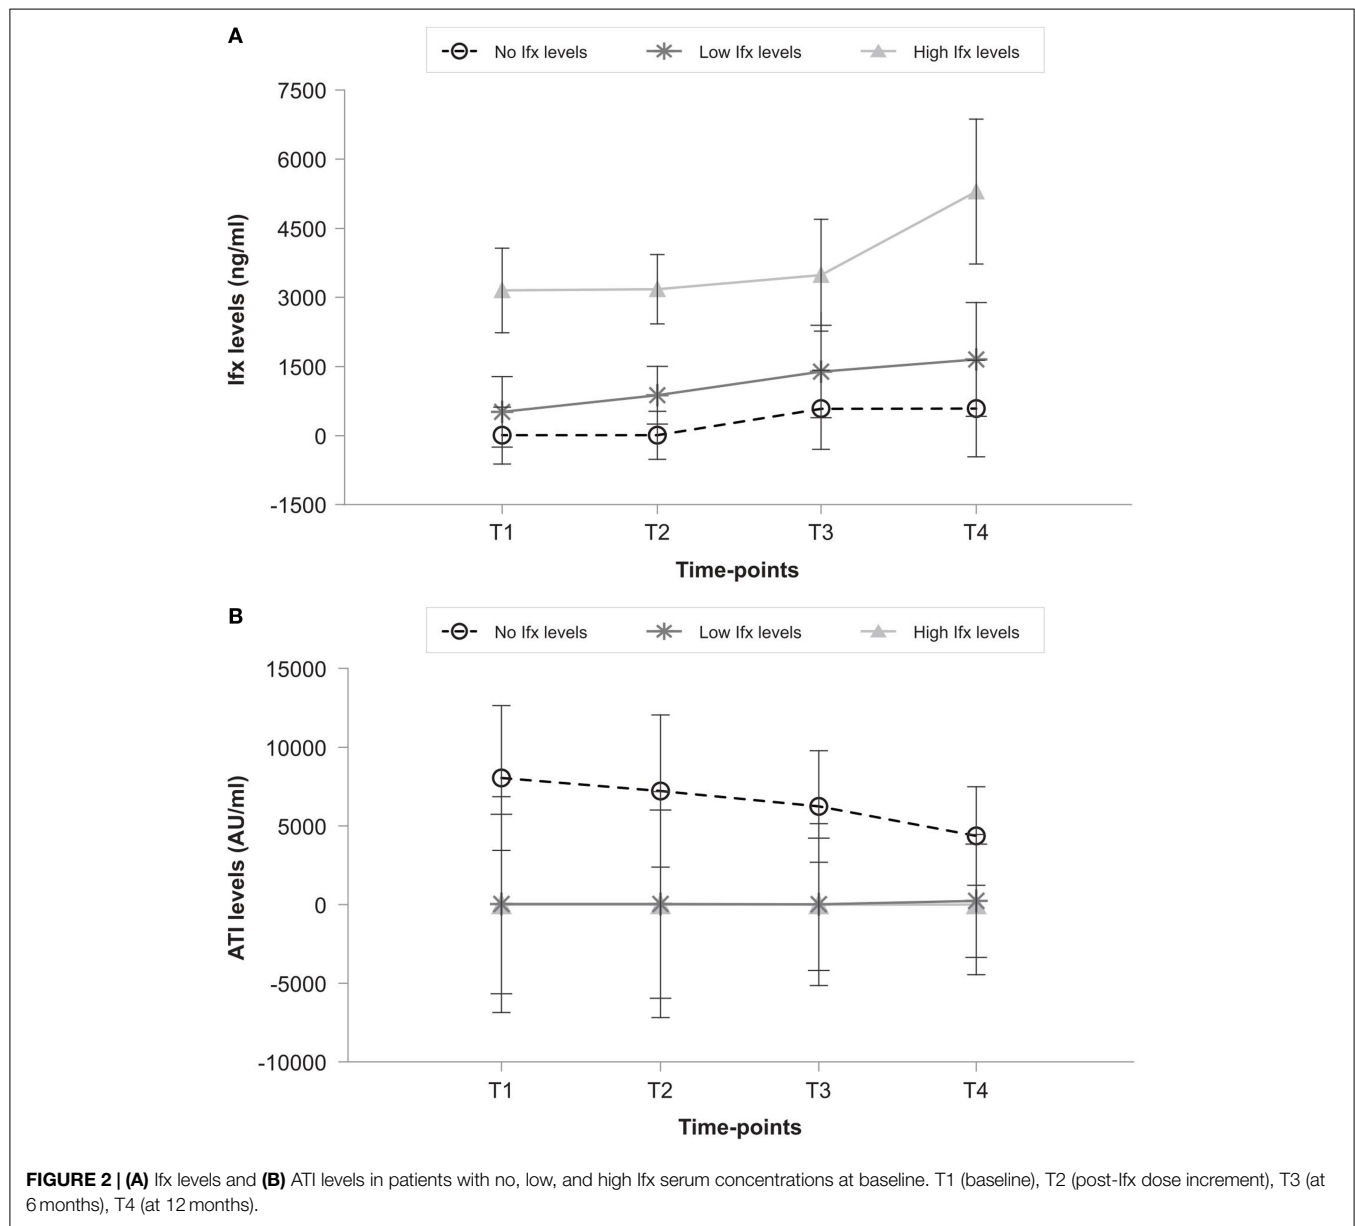 A
No Ifx levels Low Ifx levels High Ifx levels
7500
6000
4500
3000
1500
0
-1500
Ifx levels (ng/ml)
T1 T2 T3 T4
Time-points
B
No Ifx levels Low Ifx levels High Ifx levels
15000
10000
5000
0
-5000
-10000
ATI levels (AU/ml)
T1 T2 T3 T4
Time-points
FIGURE 2 | (A) Ifx levels and (B) ATI levels in patients with no, low, and high Ifx serum concentrations at baseline. T1 (baseline), T2 (post-Ifx dose increment), T3 (at
6 months), T4 (at 12 months).